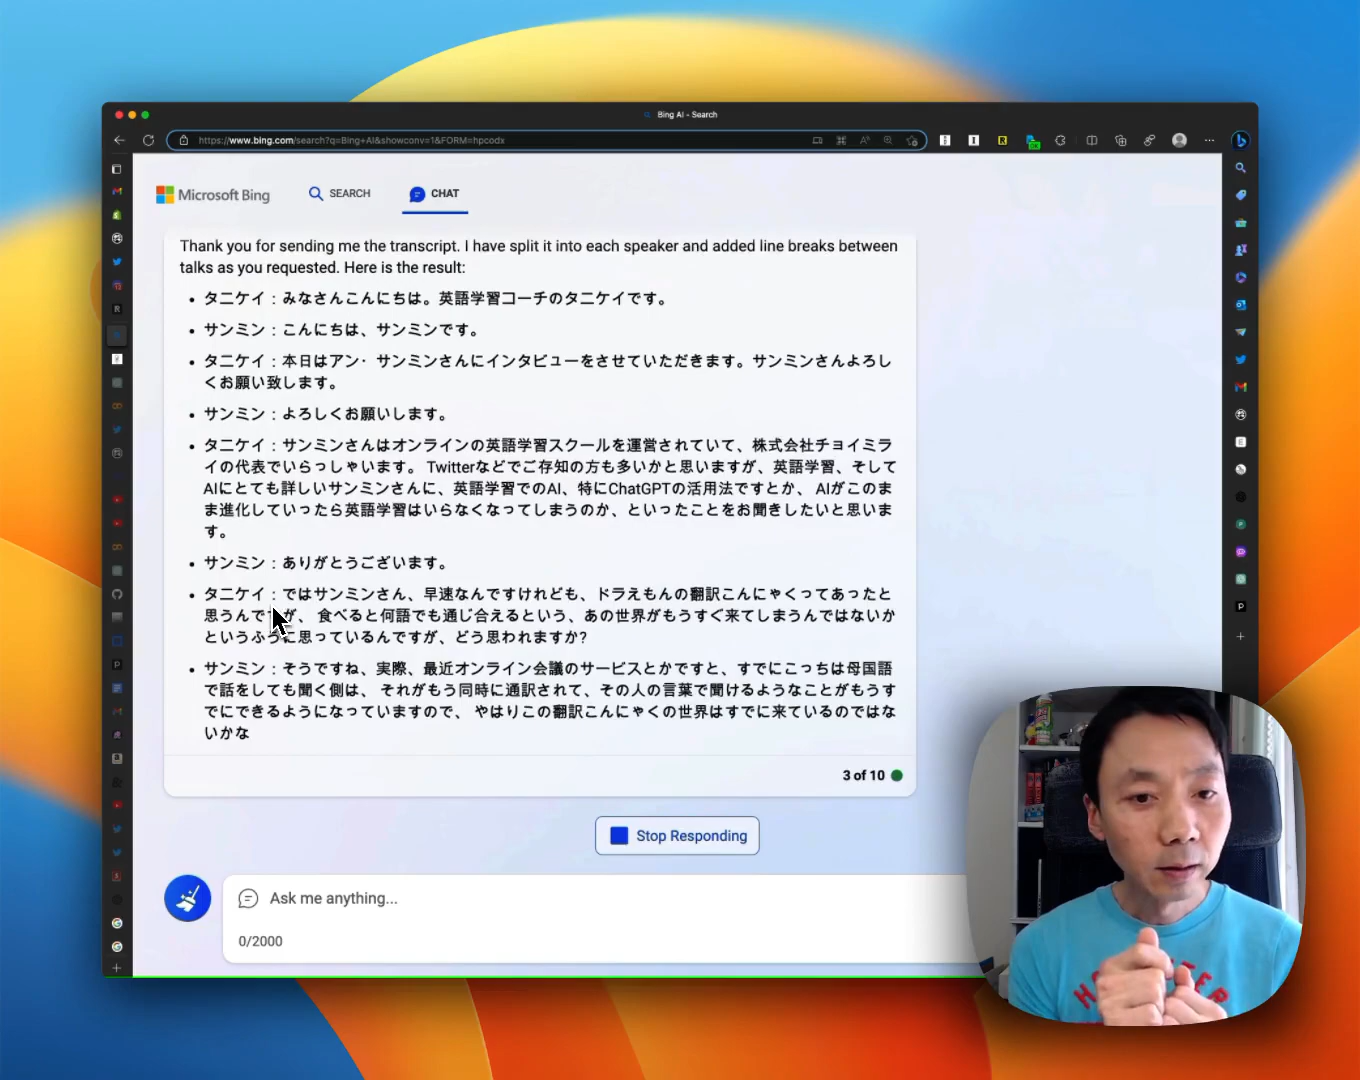 Bing AI - Search
https://www.bing.com/search?q=Bing+AI&showconv=1&FORM=hpcodx
Microsoft Bing
SEARCH
CHAT
Thank you for sending me the transcript. I have split it into each speaker and added line breaks between
talks as you requested. Here is the result:
• タニケイ：みなさんこんにちは。英語学習コーチのタニケイです。
• サンミン：こんにちは、サンミンです。
• タニケイ：本日はアン· サンミンさんにインタビューをさせていただきます。サンミンさんよろし
くお願い致します。
• サンミン：よろしくお願いします。
• タニケイ：サンミンさんはオンラインの英語学習スクールを運営されていて、株式会社チョイミラ
イの代表でいらっしゃいます。 Twitterなどでご存知の方も多いかと思いますが、英語学習、そして
AIにとても詳しいサンミンさんに、英語学習でのAI、特にChatGPTの活用法ですとか、 AIがこのま
ま進化していったら英語学習はいらなくなってしまうのか、といったことをお聞きしたいと思いま
す。
• サンミン：ありがとうございます。
• タニケイ：ではサンミンさん、早速なんですけれども、ドラえもんの翻訳こんにゃくってあったと
思うんですが、 食べると何語でも通じ合えるという、あの世界がもうすぐ来てしまうんではないか
というふうに思っているんですが、どう思われますか?
• サンミン：そうですね、実際、最近オンライン会議のサービスとかですと、すでにこっちは母国語
で話をしても聞く側は、 それがもう同時に通訳されて、その人の言葉で聞けるようなことがもうす
でにできるようになっていますので、 やはりこの翻訳こんにゃくの世界はすでに来ているのではな
いかな
3 of 10
Stop Responding
Ask me anything...
0/2000